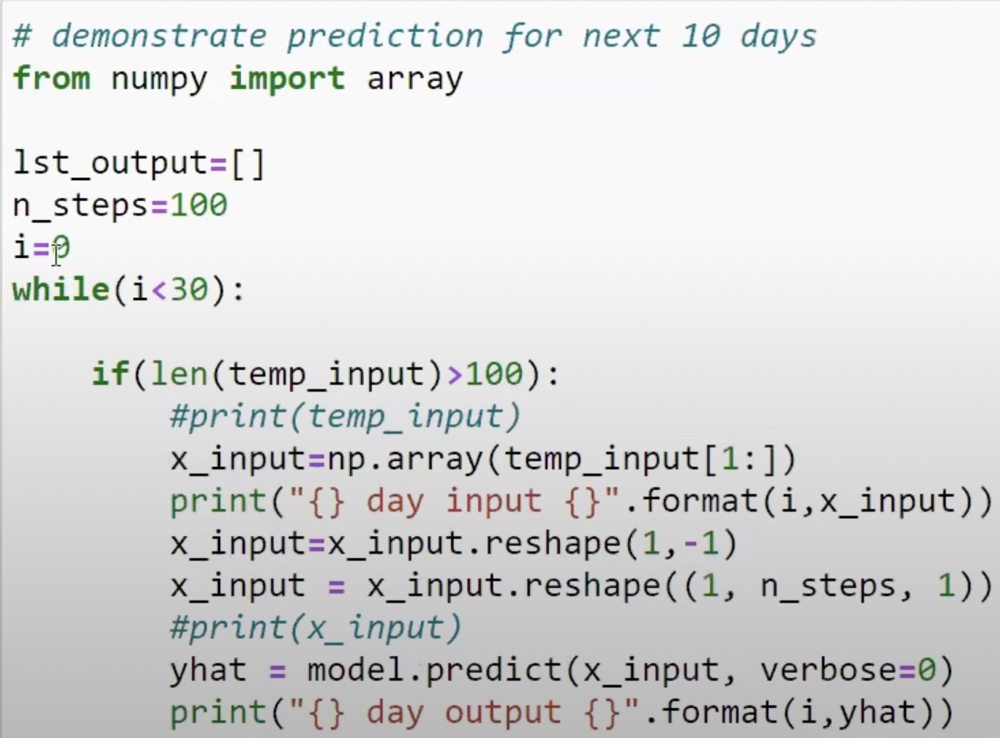 # demonstrate prediction for next 10 days
from numpy import array
lst_output=[]
n_steps=100
i=0
while(i<30):
if(len(temp_input)>100):
#print(temp_input)
x_input=np.array(temp_input[1:])
print("{} day input {}".format(i,x_input))
x_input=x_input.reshape(1,-1)
x_input = x_input.reshape((1, n_steps, 1))
#print(x_input)
yhat = model.predict(x_input, verbose=0)
print("{} day output {}".format(i,yhat))